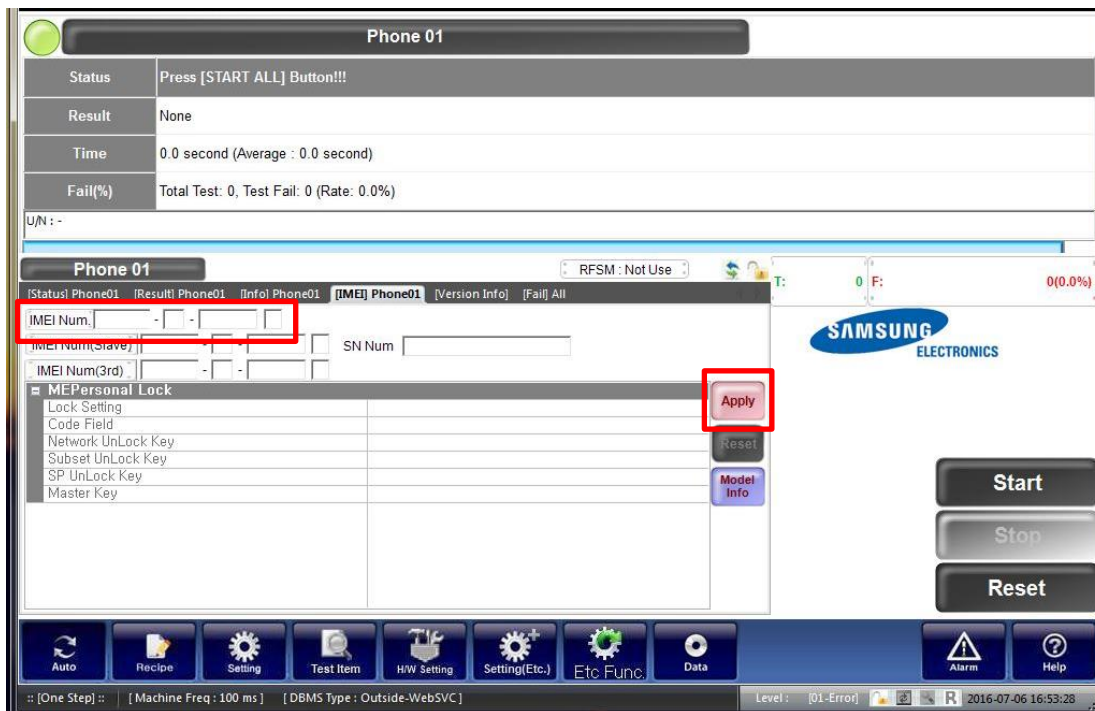 Phone 01
Status Press [START ALL] Button!!!
Result None
Time 0.0 second (Average : 0.0 second)
Fail(%) Total Test: 0, Test Fail: 0 (Rate: 0.0%)
U/N : -
Phone 01 RFSM : Not Use
T: 0 F: 0(0.0%)
[Status] Phone01 [Result] Phone01 [Info] Phone01 [IMEI] Phone01 [Version Info] [Fail] All
IMEI Num. - -
IMEI Num(Slave) - - SN Num
IMEI Num(3rd) - -
SAMSUNG
ELECTRONICS
MEPersonal Lock
Lock Setting
Code Field
Network UnLock Key
Subset UnLock Key
SP UnLock Key
Master Key
Apply
Reset
Model
Info
Start
Stop
Reset
Auto Recipe Setting Test Item H/W Setting Setting(Etc.) Etc Func. Data Alarm Help
:: [One Step] :: [ Machine Freq : 100 ms ] [ DBMS Type : Outside-WebSVC ] Level : [01-Error] R 2016-07-06 16:53:28